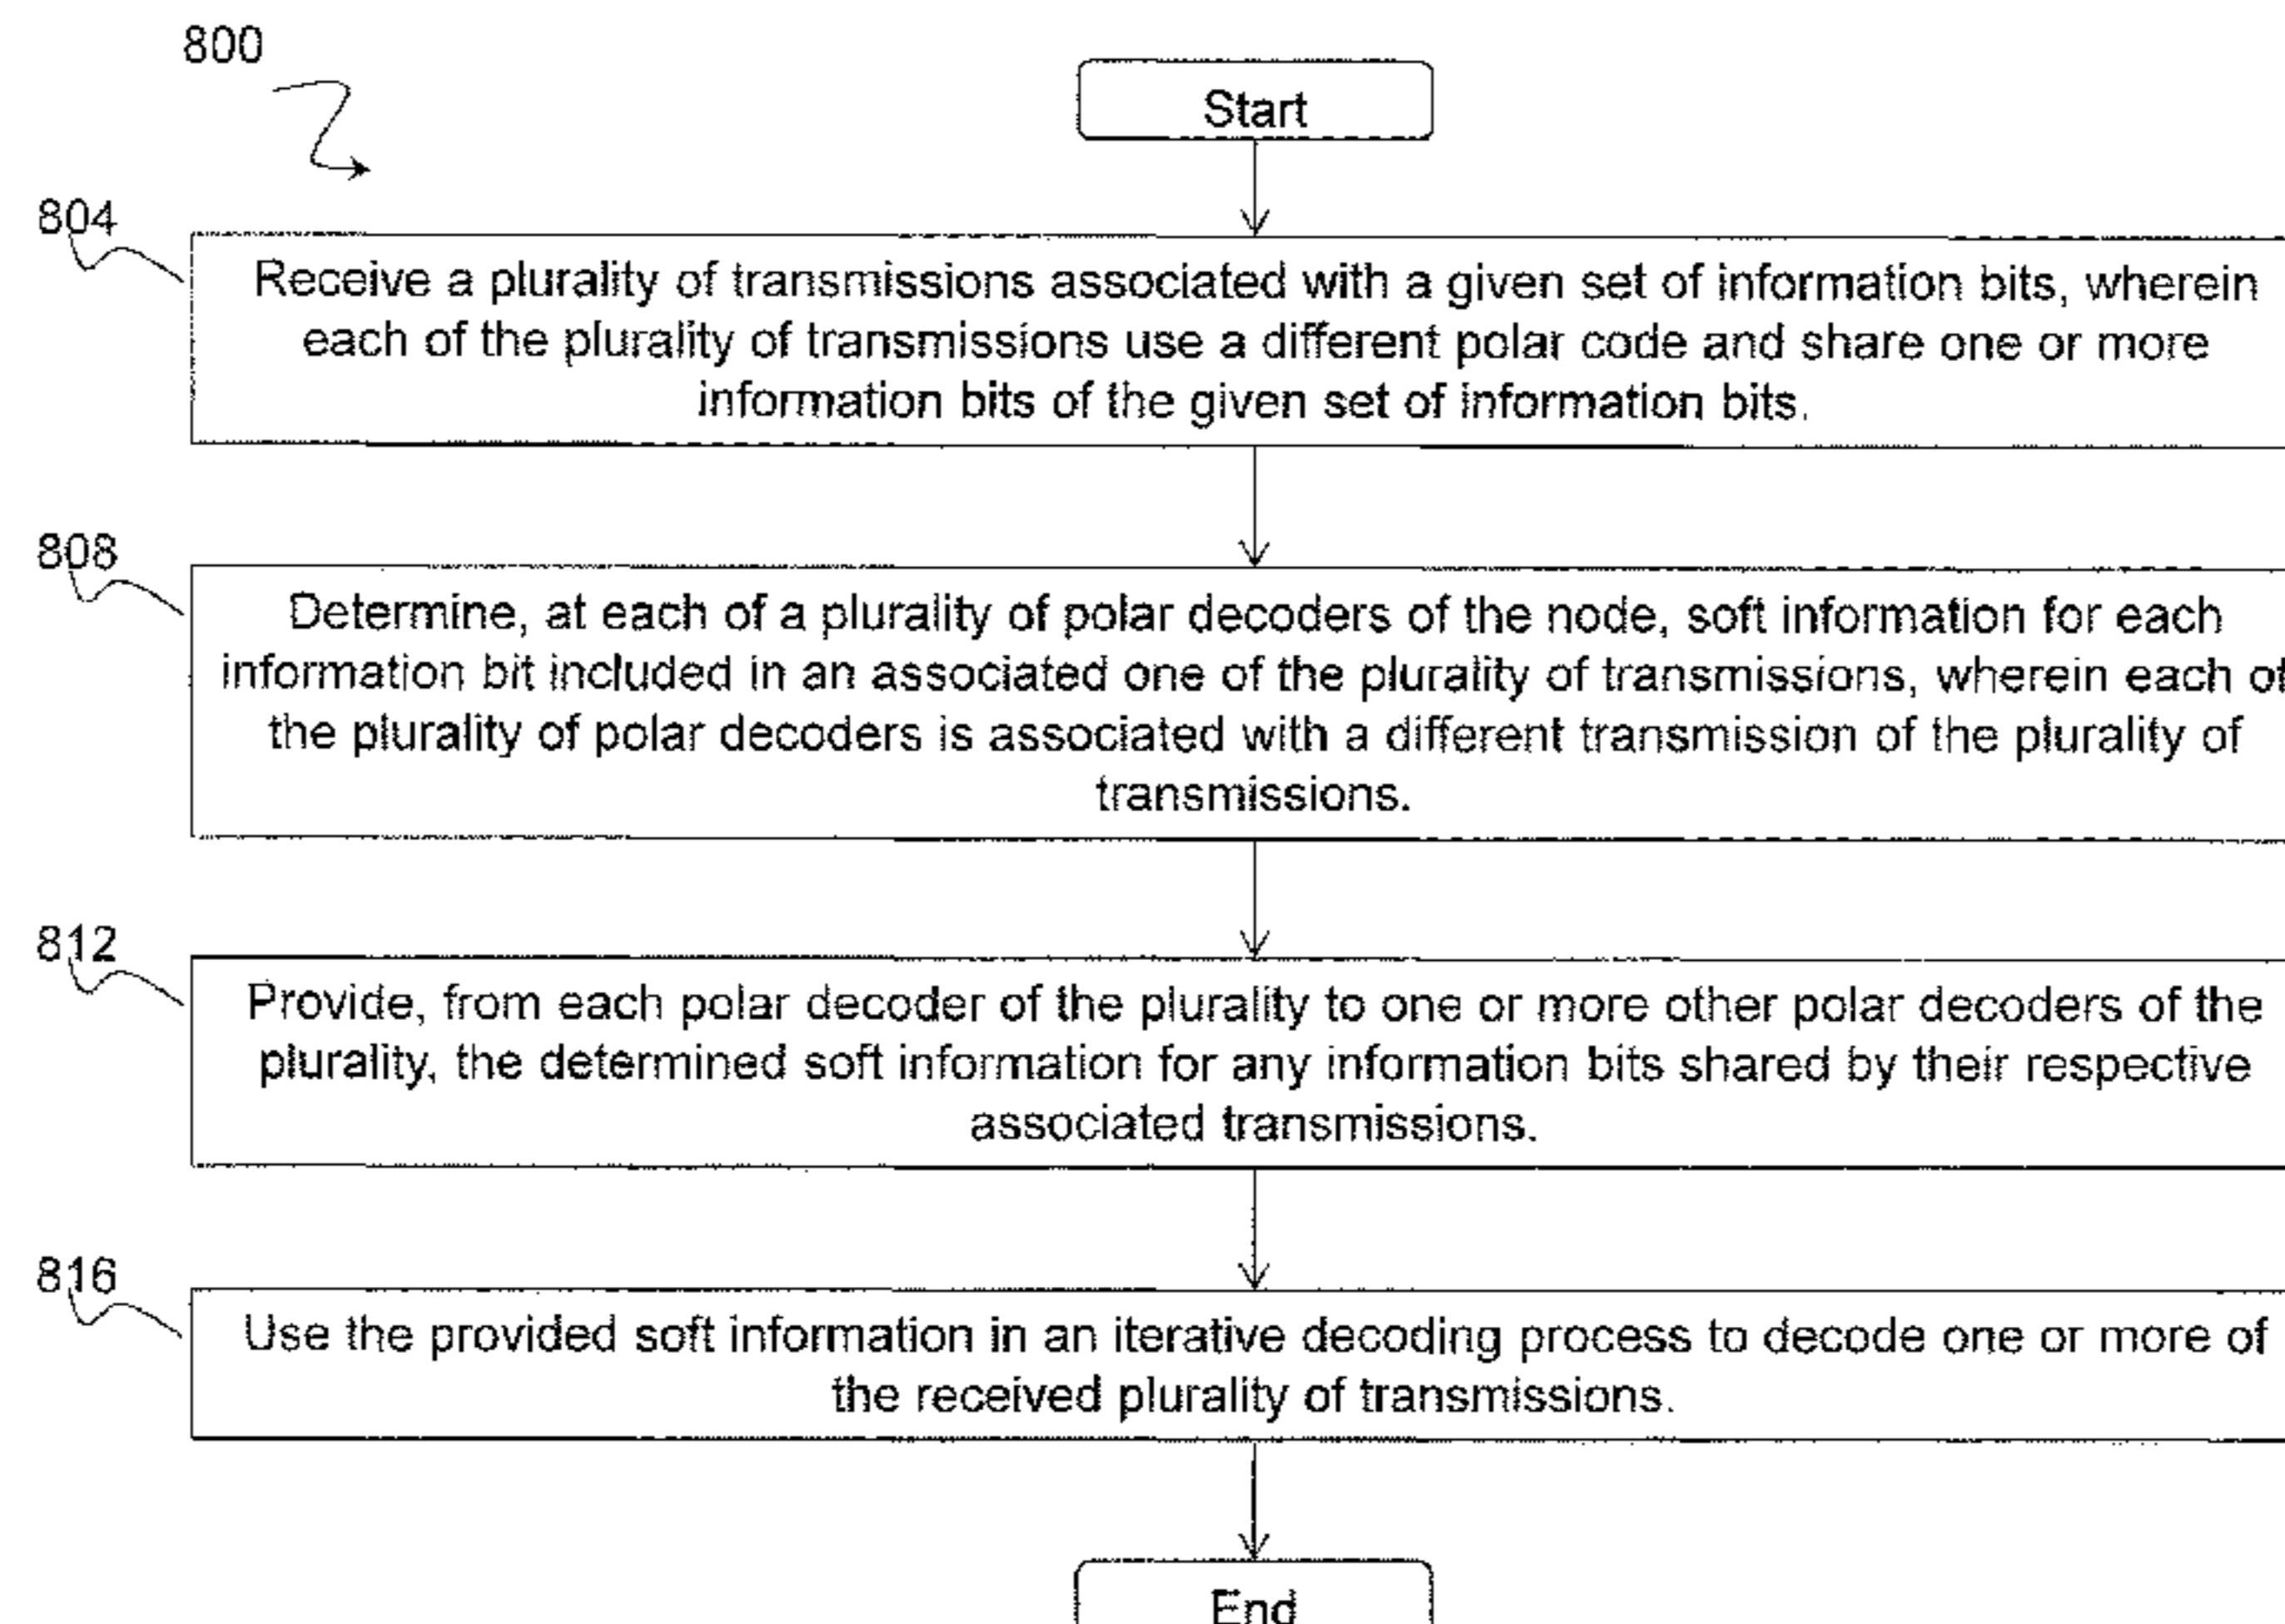 800
Start
804
Receive a plurality of transmissions associated with a given set of information bits, wherein
each of the plurality of transmissions use a different polar code and share one or more
information bits of the given set of information bits.
808
Determine, at each of a plurality of polar decoders of the node, soft information for each
information bit included in an associated one of the plurality of transmissions, wherein each of
the plurality of polar decoders is associated with a different transmission of the plurality of
transmissions.
812
Provide, from each polar decoder of the plurality to one or more other polar decoders of the
plurality, the determined soft information for any information bits shared by their respective
associated transmissions.
816
Use the provided soft information in an iterative decoding process to decode one or more of
the received plurality of transmissions.
End